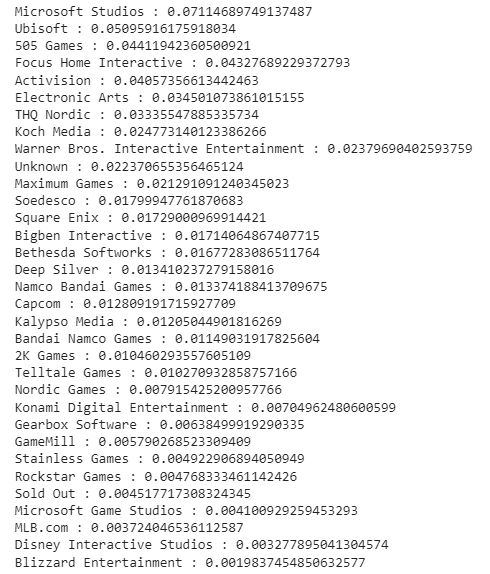 Microsoft Studios : 0.07114689749137487
Ubisoft : 0.05095916175918034
505 Games : 0.04411942360500921
Focus Home Interactive : 0.04327689229372793
Activision : 0.04057356613442463
Electronic Arts : 0.034501073861015155
THQ Nordic : 0.03335547885335734
Koch Media : 0.024773140123386266
Warner Bros. Interactive Entertainment : 0.02379690402593759
Unknown : 0.022370655356465124
Maximum Games : 0.021291091240345023
Soedesco : 0.01799947761870683
Square Enix : 0.01729000969914421
Bigben Interactive : 0.01714064867407715
Bethesda Softworks : 0.01677283086511764
Deep Silver : 0.013410237279158016
Namco Bandai Games : 0.013374188413709675
Capcom : 0.012809191715927709
Kalypso Media : 0.01205044901816269
Bandai Namco Games : 0.01149031917825604
2K Games : 0.010460293557605109
Telltale Games : 0.010270932858757166
Nordic Games : 0.007915425200957766
Konami Digital Entertainment : 0.00704962480600599
Gearbox Software : 0.00638499919290335
GameMill : 0.005790268523309409
Stainless Games : 0.004922906894050949
Rockstar Games : 0.004768333461142426
Sold Out : 0.004517717308324345
Microsoft Game Studios : 0.004100929259453293
MLB.com : 0.003724046536112587
Disney Interactive Studios : 0.003277895041304574
Blizzard Entertainment : 0.0019837454850632577